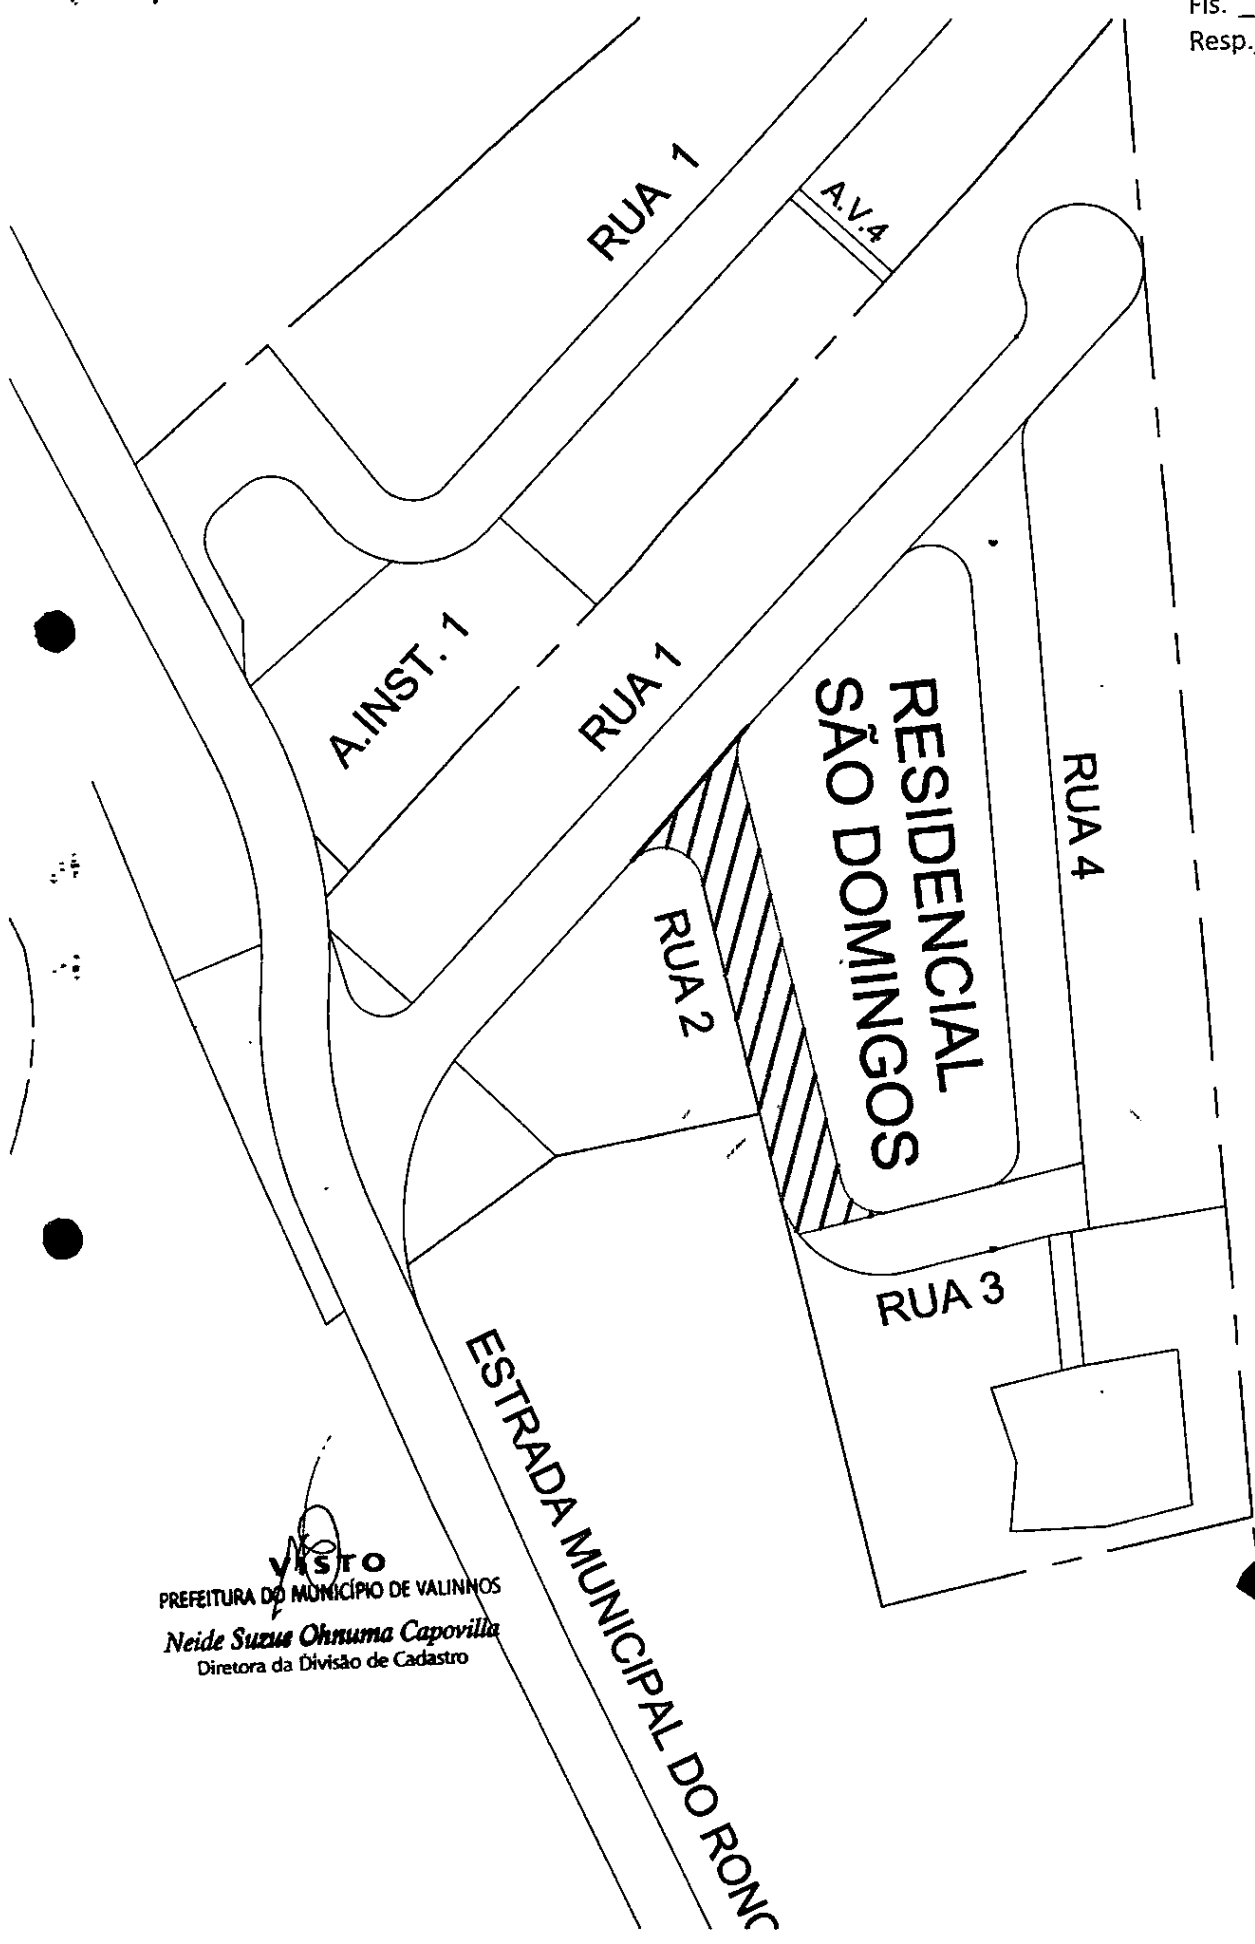 Fls.
Resp.
RUA 1
A.V.4
A.INST. 1
RUA 1
RESIDENCIAL
SÃO DOMINGOS
RUA 4
RUA 2
RUA 3
ESTRADA MUNICIPAL DO
VISTO
PREFEITURA DO MUNICÍPIO DE VALINHOS
Neide Suzue Ohnuma Capovilla
Diretora da Divisão de Cadastro